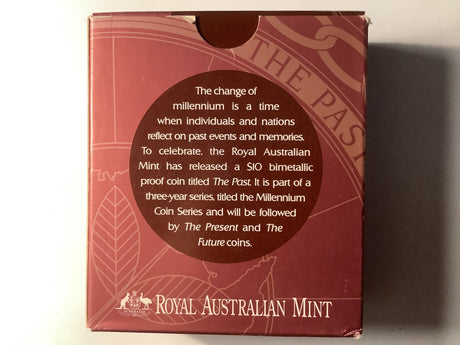 THE PAST
The change of
millennium is a time
when individuals and nations
reflect on past events and memories.
To celebrate, the Royal Australian
Mint has released a $10 bimetallic
proof coin titled The Past. It is part of a
three-year series, titled the Millennium
Coin Series and will be followed
by The Present and The
Future coins.
AUSTRALIA
ROYAL AUSTRALIAN MINT